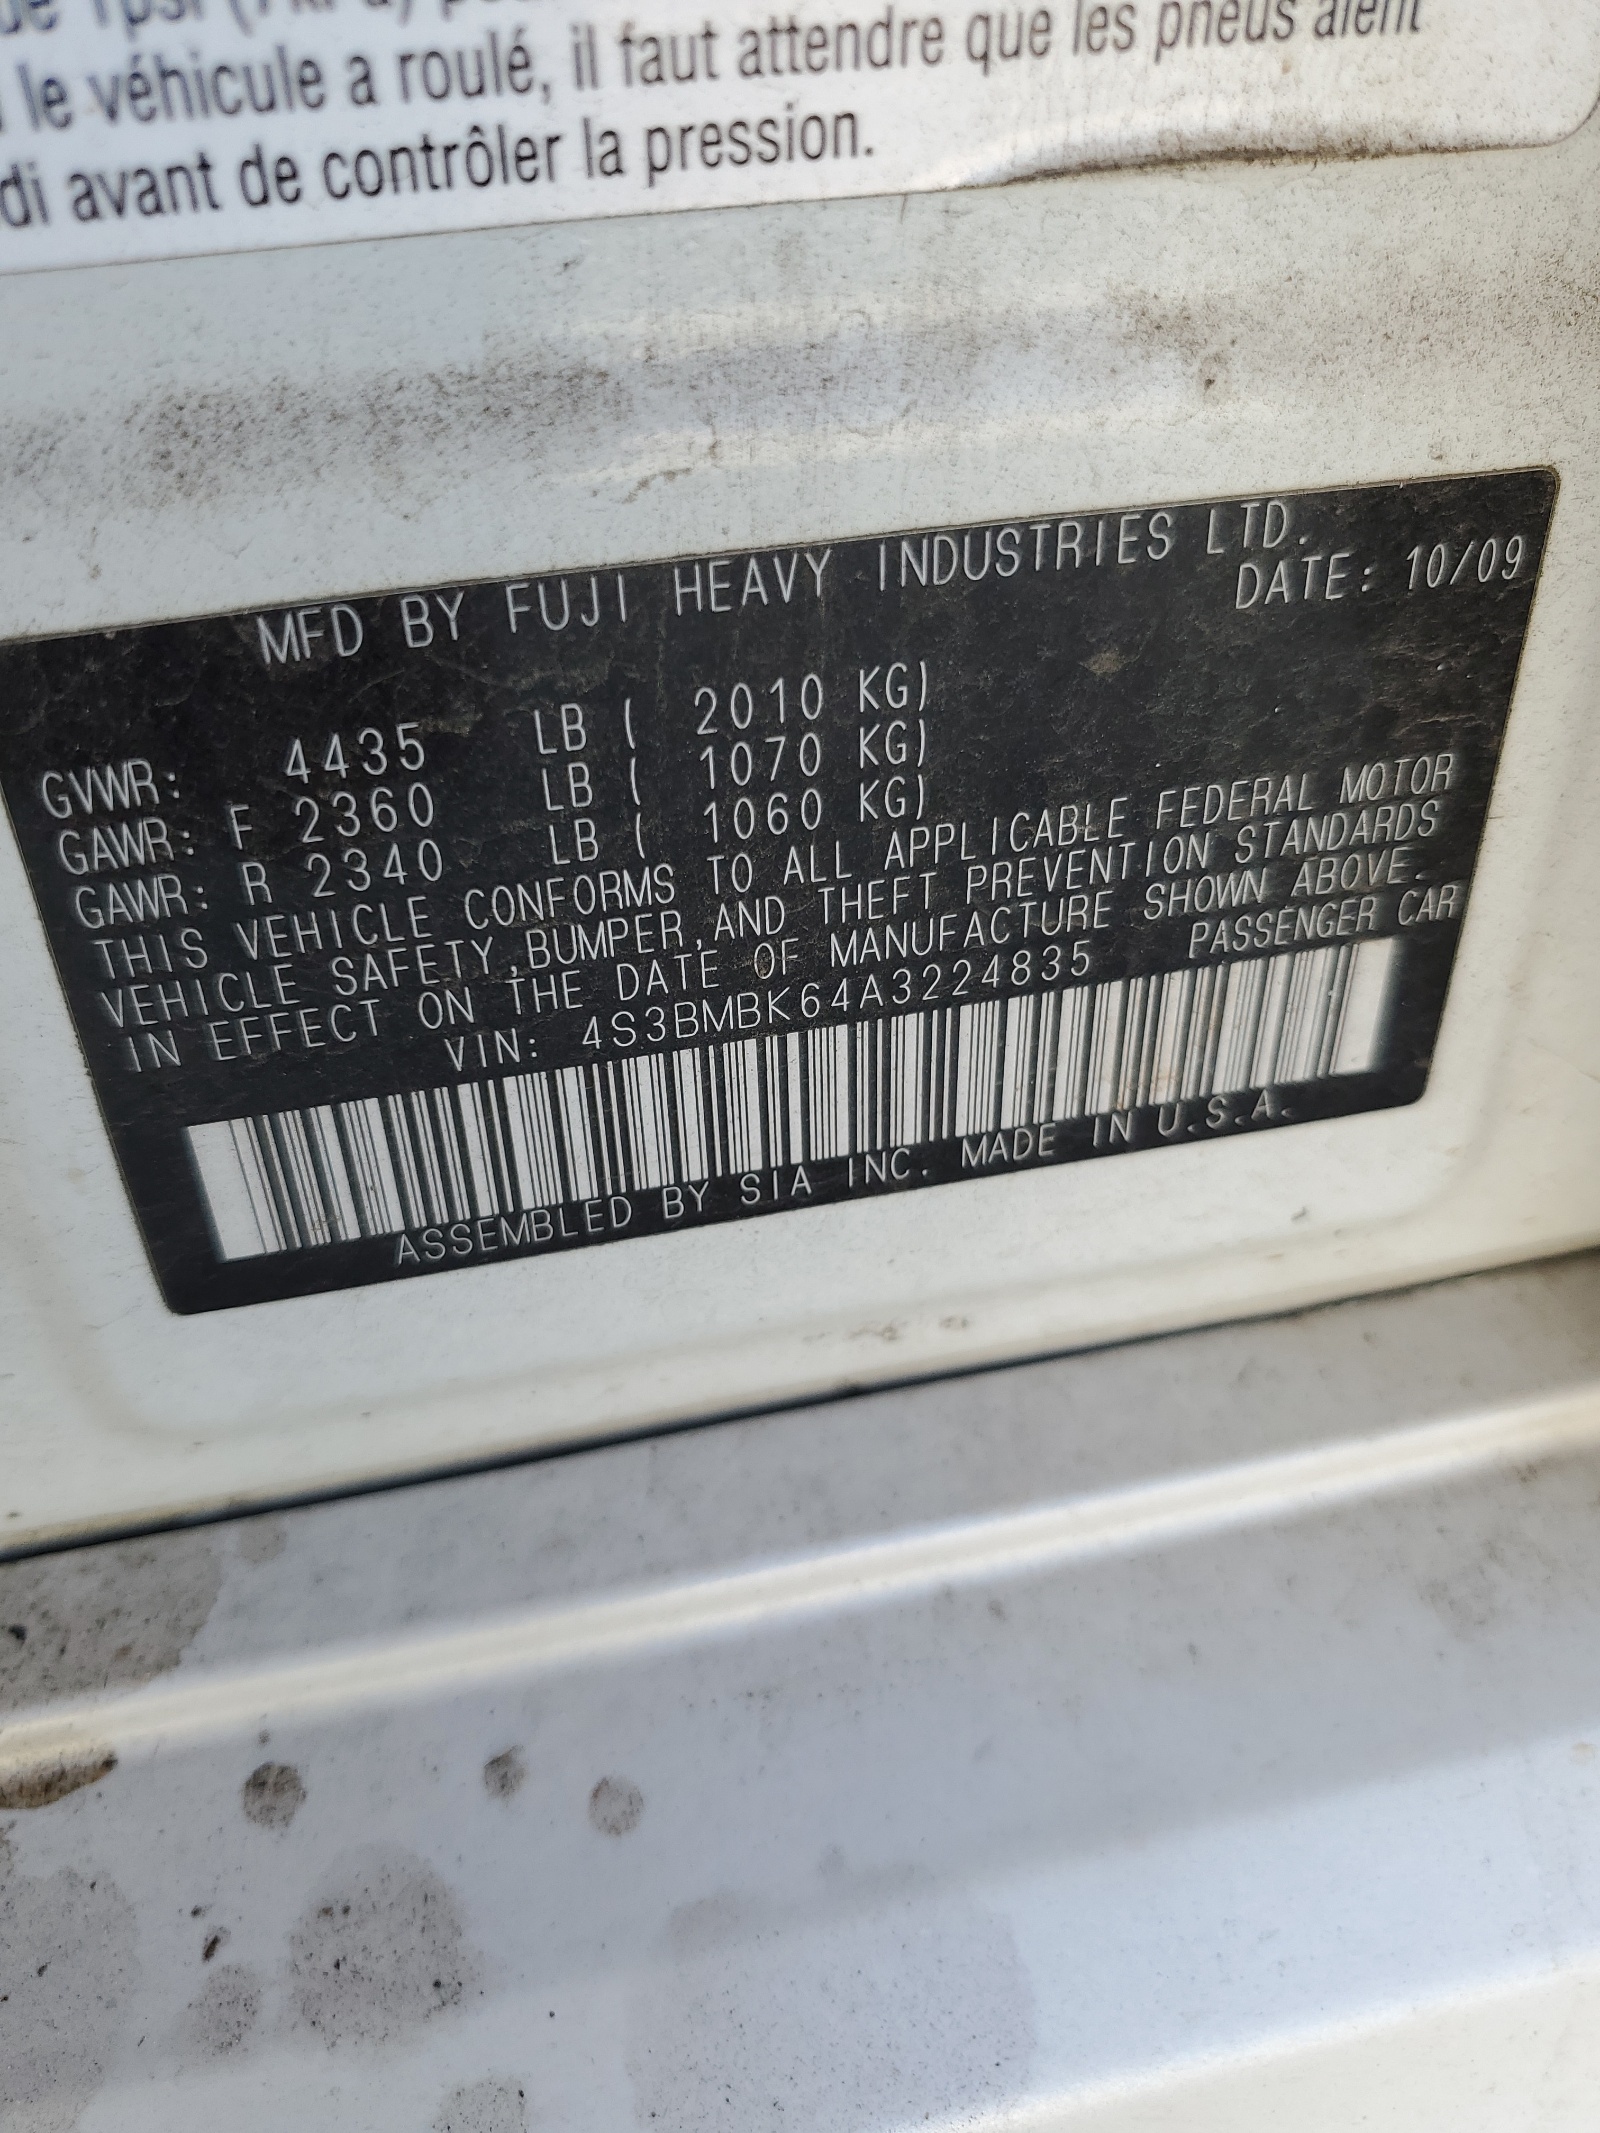 le véhicule a roulé, il faut attendre que les pneus aient
di avant de contrôler la pression.
MFD BY FUJI HEAVY INDUSTRIES LTD.
DATE: 10/09
GVWR: 4435 LB ( 2010 KG)
GAWR: F 2360 LB ( 1070 KG)
GAWR: R 2340 LB ( 1060 KG)
THIS VEHICLE CONFORMS TO ALL APPLICABLE FEDERAL MOTOR
VEHICLE SAFETY, BUMPER, AND THEFT PREVENTION STANDARDS
IN EFFECT ON THE DATE OF MANUFACTURE SHOWN ABOVE.
VIN: 4S3BMBK64A3224835 PASSENGER CAR
ASSEMBLED BY SIA INC. MADE IN U.S.A.